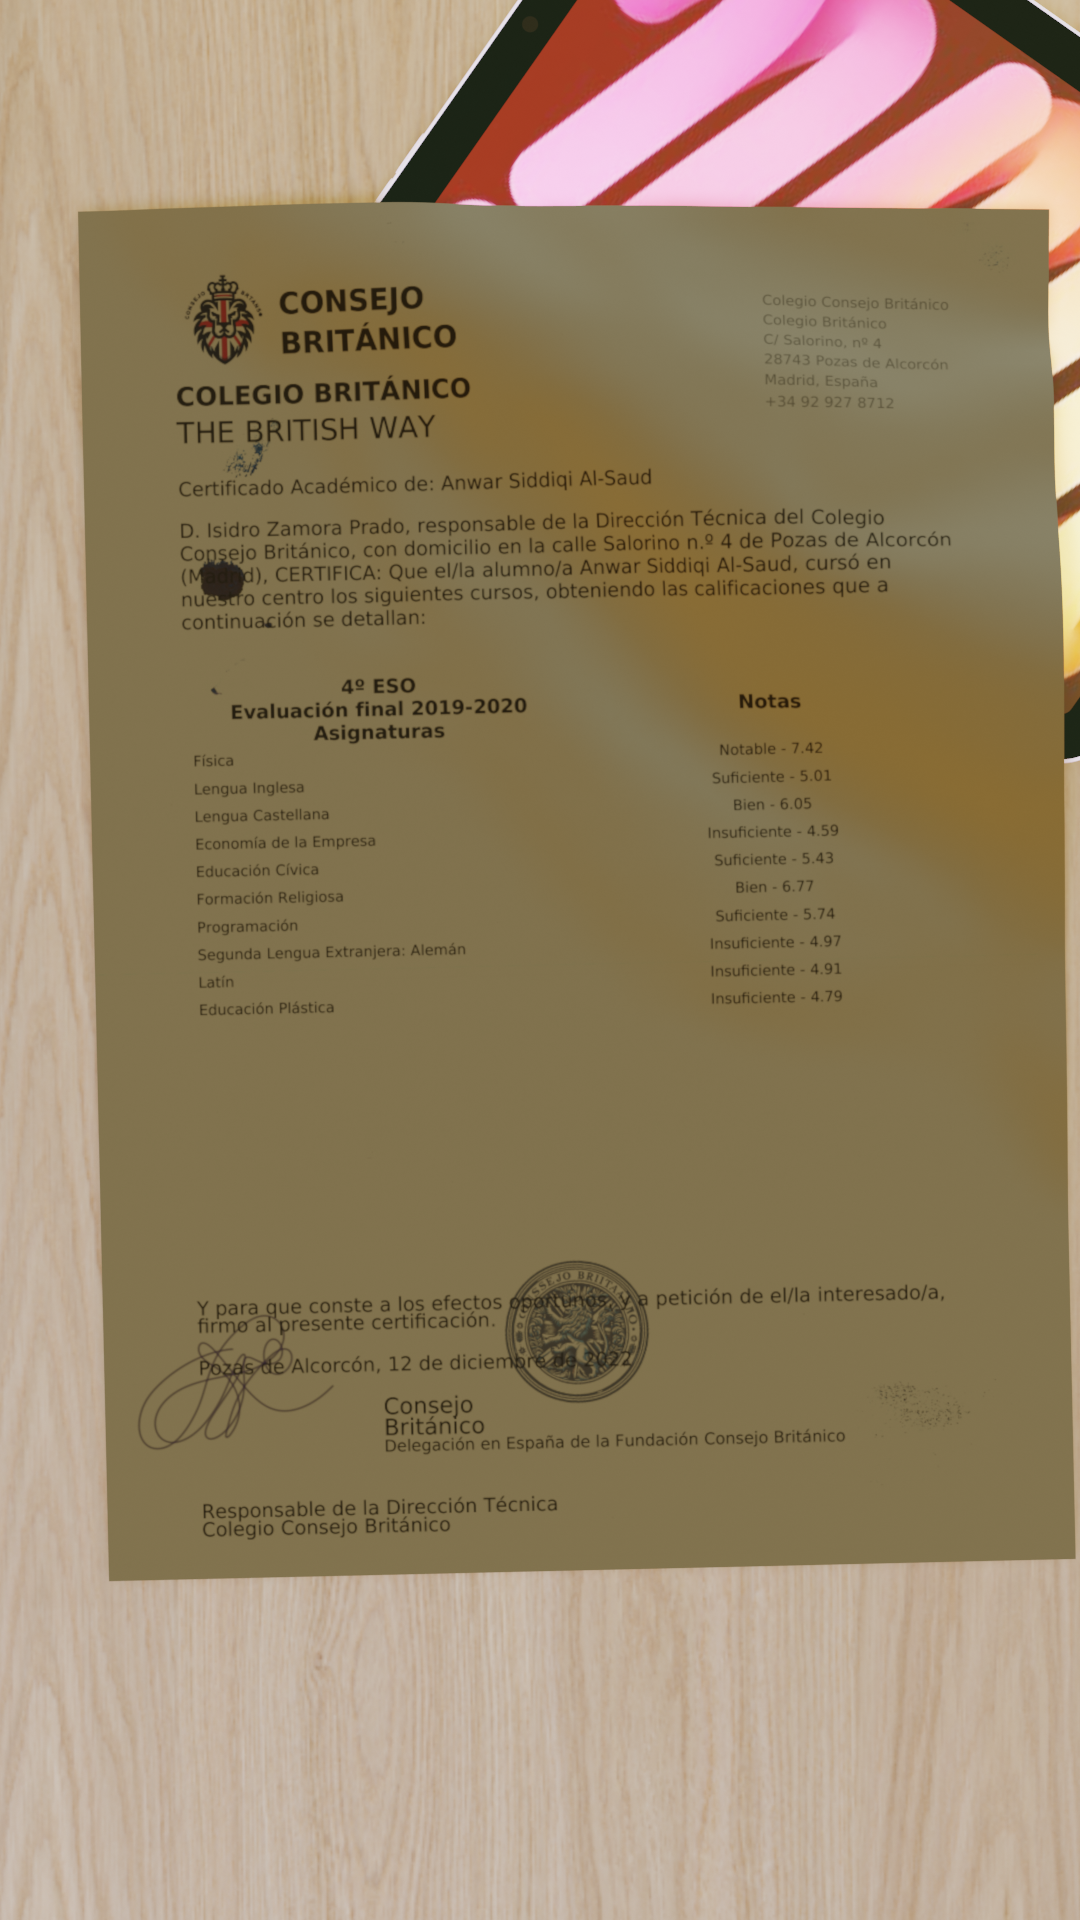 CONSEJO
BRITÁNICO
COLEGIO BRITÁNICO
THE BRITISH WAY
Colegio Consejo Británico
Colegio Británico
C/ Salorino, nº 4
28743 Pozas de Alcorcón
Madrid, España
+34 92 927 8712
Certificado Académico de: Anwar Siddiqi Al-Saud
D. Isidro Zamora Prado, responsable de la Dirección Técnica del Colegio
Consejo Británico, con domicilio en la calle Salorino n.º 4 de Pozas de Alcorcón
(Madrid), CERTIFICA: Que el/la alumno/a Anwar Siddiqi Al-Saud, cursó en
nuestro centro los siguientes cursos, obteniendo las calificaciones que a
continuación se detallan:
4º ESO
Evaluación final 2019-2020
Asignaturas
Notas
Física Notable - 7.42
Lengua Inglesa Suficiente - 5.01
Lengua Castellana Bien - 6.05
Economía de la Empresa Insuficiente - 4.59
Educación Cívica Suficiente - 5.43
Formación Religiosa Bien - 6.77
Programación Suficiente - 5.74
Segunda Lengua Extranjera: Alemán Insuficiente - 4.97
Latín Insuficiente - 4.91
Educación Plástica Insuficiente - 4.79
Y para que conste a los efectos oportunos, y a petición de el/la interesado/a,
firmo al presente certificación.
Pozas de Alcorcón, 12 de diciembre de 2022
Consejo
Británico
Delegación en España de la Fundación Consejo Británico
Responsable de la Dirección Técnica
Colegio Consejo Británico